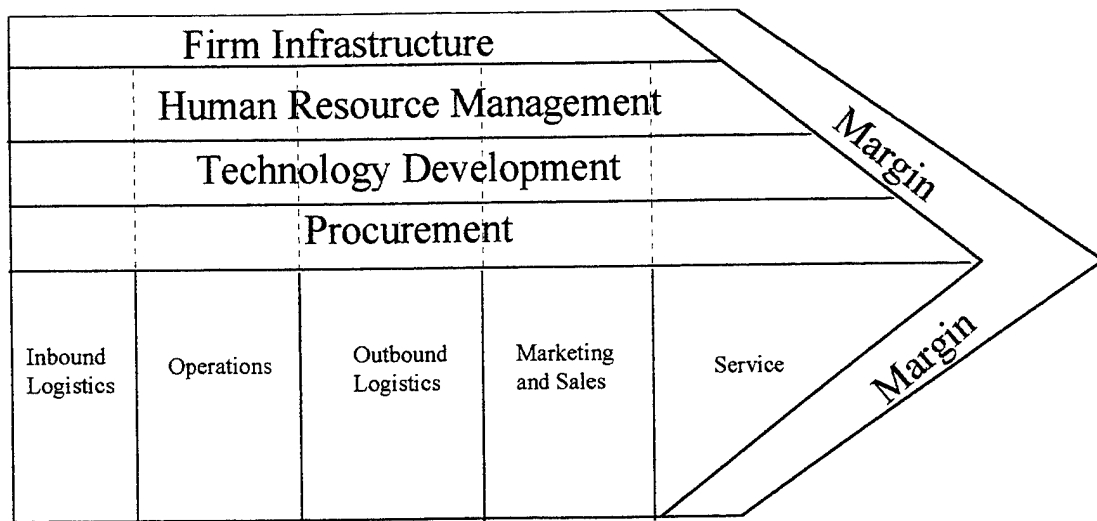 Firm Infrastructure
Human Resource Management
Technology Development
Procurement
Margin
Inbound
Logistics
Operations
Outbound
Logistics
Marketing
and Sales
Service
Margin